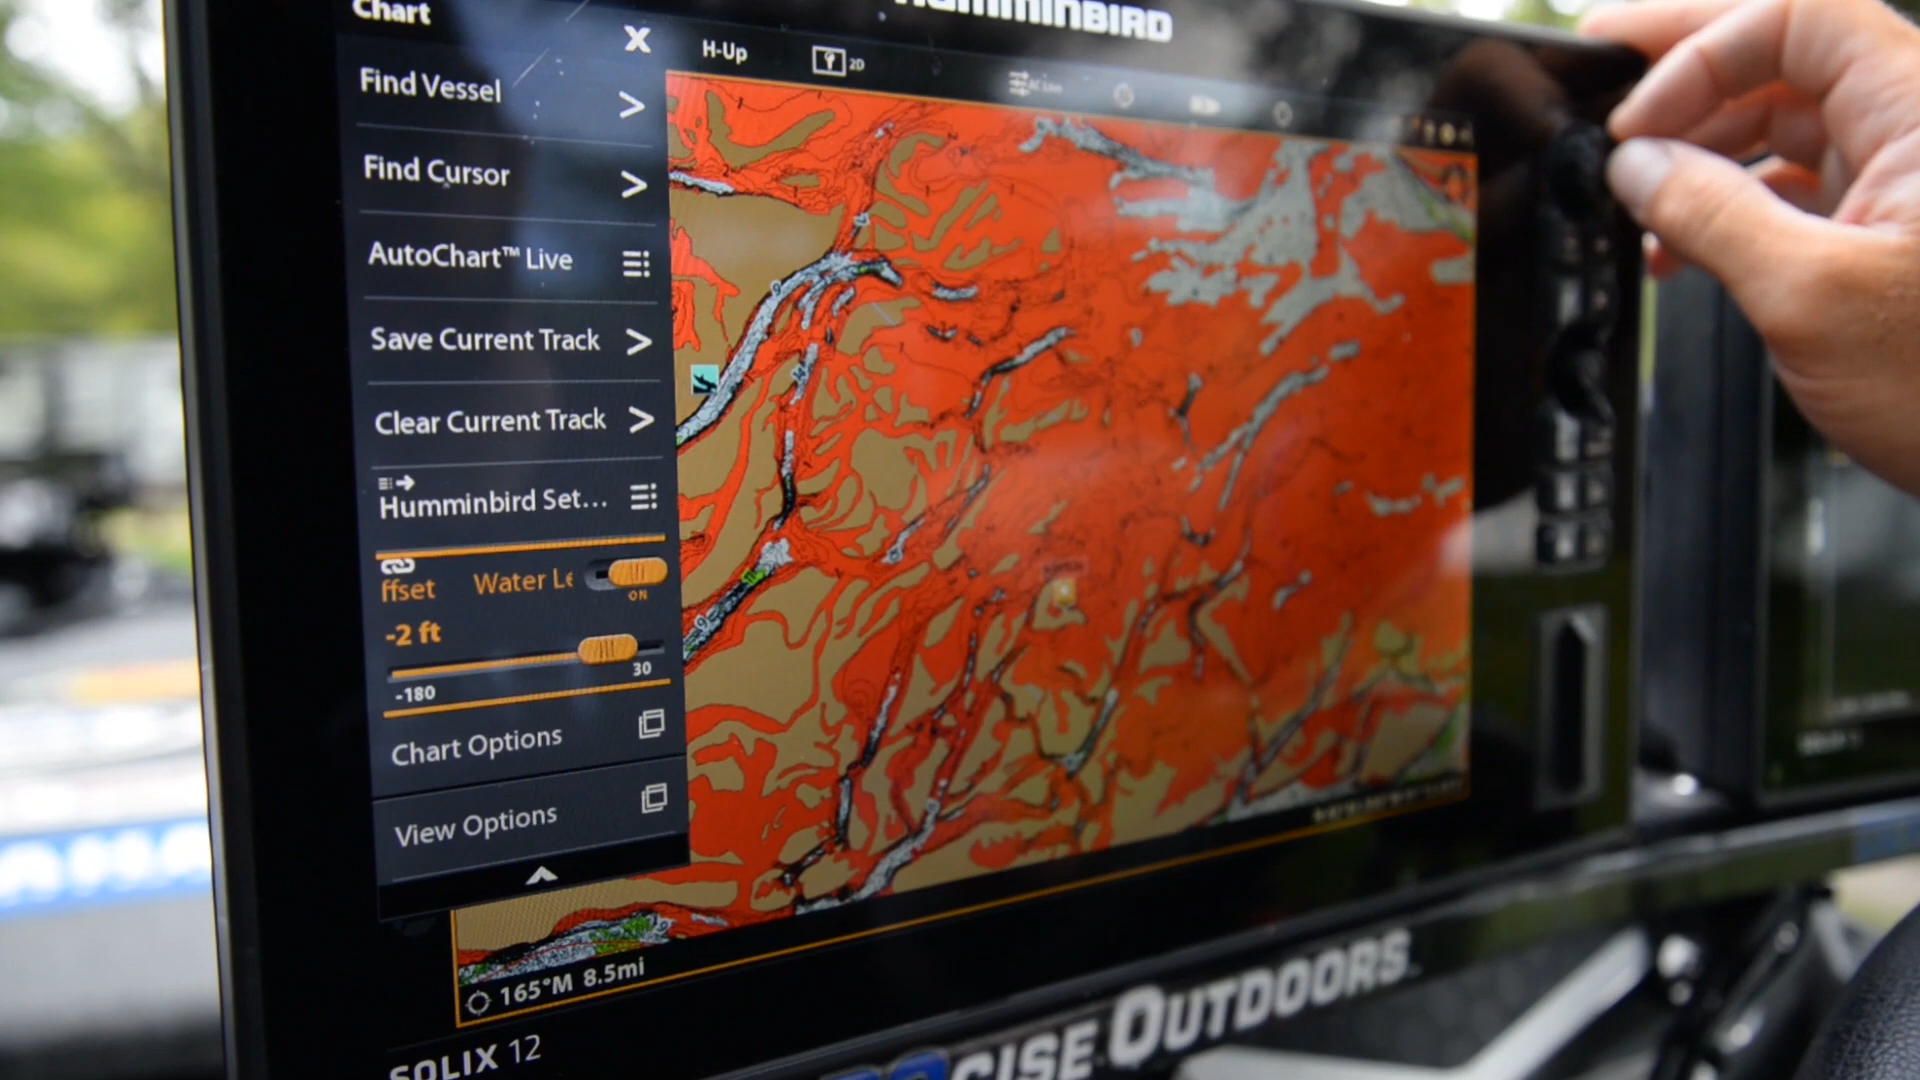 Chart
X
HUMMINBIRD
H-Up
2D
Find Vessel
Find Cursor
AutoChart™ Live
Save Current Track
Clear Current Track
Humminbird Set...
ffset Water Le
ON
-2 ft
-180
30
Chart Options
View Options
165°M 8.5mi
SOLIX 12
CISE OUTDOORS